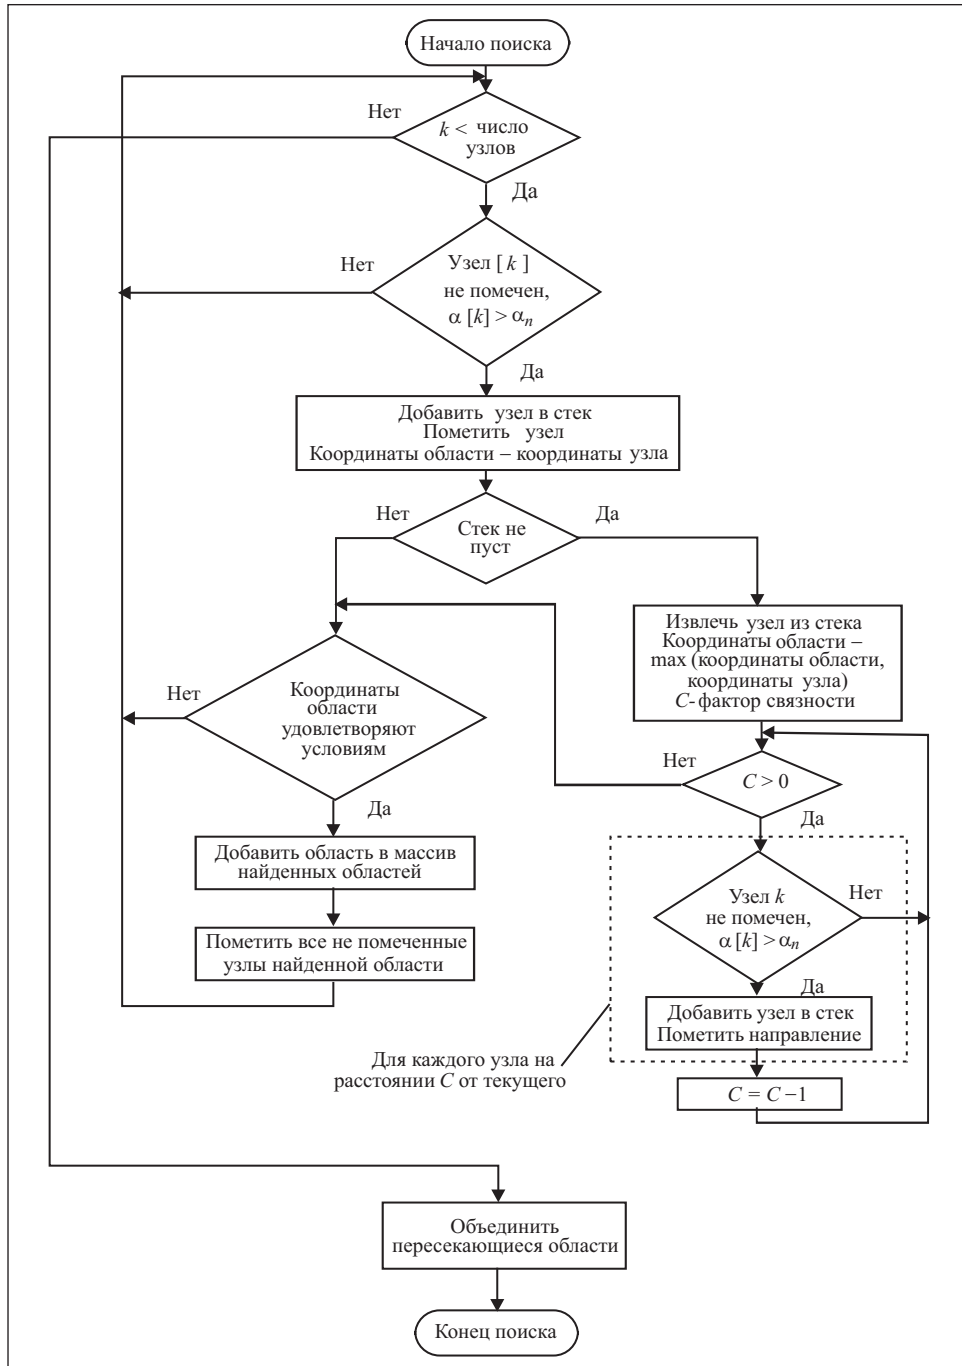 Начало поиска
Нет
k < число
узлов
Да
Нет
Узел [ k ]
не помечен,
α [k] > αn
Да
Добавить узел в стек
Пометить узел
Координаты области – координаты узла
Нет
Стек не
пуст
Да
Извлечь узел из стека
Координаты области –
max (координаты области,
координаты узла)
C- фактор связности
Нет
Координаты
области
удовлетворяют
условиям
Да
Нет
C > 0
Да
Добавить область в массив
найденных областей
Пометить все не помеченные
узлы найденной области
Узел k
не помечен,
α [k] > αn
Нет
Да
Добавить узел в стек
Пометить направление
Для каждого узла на
расстоянии C от текущего
C = C –1
Объединить
пересекающиеся области
Конец поиска